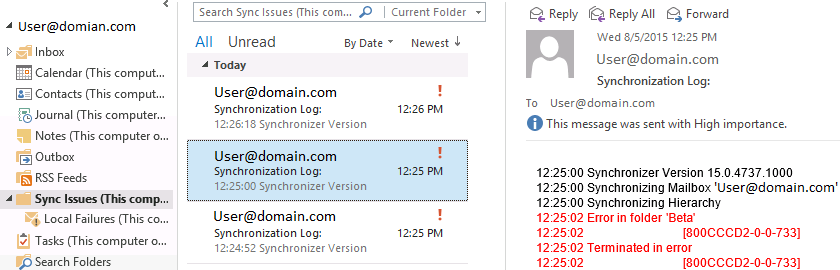 User@domian.com
Inbox
Calendar (This comput...
Contacts (This comput...
Journal (This computer...
Notes (This computer o...
Outbox
RSS Feeds
Sync Issues (This comp...
Local Failures (This co...
Tasks (This computer o...
Search Folders
Search Sync Issues (This com... Current Folder
All Unread By Date Newest
Today
User@domain.com
Synchronization Log: 12:26 PM
12:26:18 Synchronizer Version
User@domain.com
Synchronization Log: 12:25 PM
12:25:00 Synchronizer Version
User@domain.com
Synchronization Log: 12:25 PM
12:24:52 Synchronizer Version
Reply Reply All Forward
Wed 8/5/2015 12:25 PM
User@domain.com
Synchronization Log:
To User@domain.com
This message was sent with High importance.
12:25:00 Synchronizer Version 15.0.4737.1000
12:25:00 Synchronizing Mailbox 'User@domain.com'
12:25:00 Synchronizing Hierarchy
12:25:02 Error in folder 'Beta'
12:25:02 [800CCCD2-0-0-733]
12:25:02 Terminated in error
12:25:02 [800CCCD2-0-0-733]